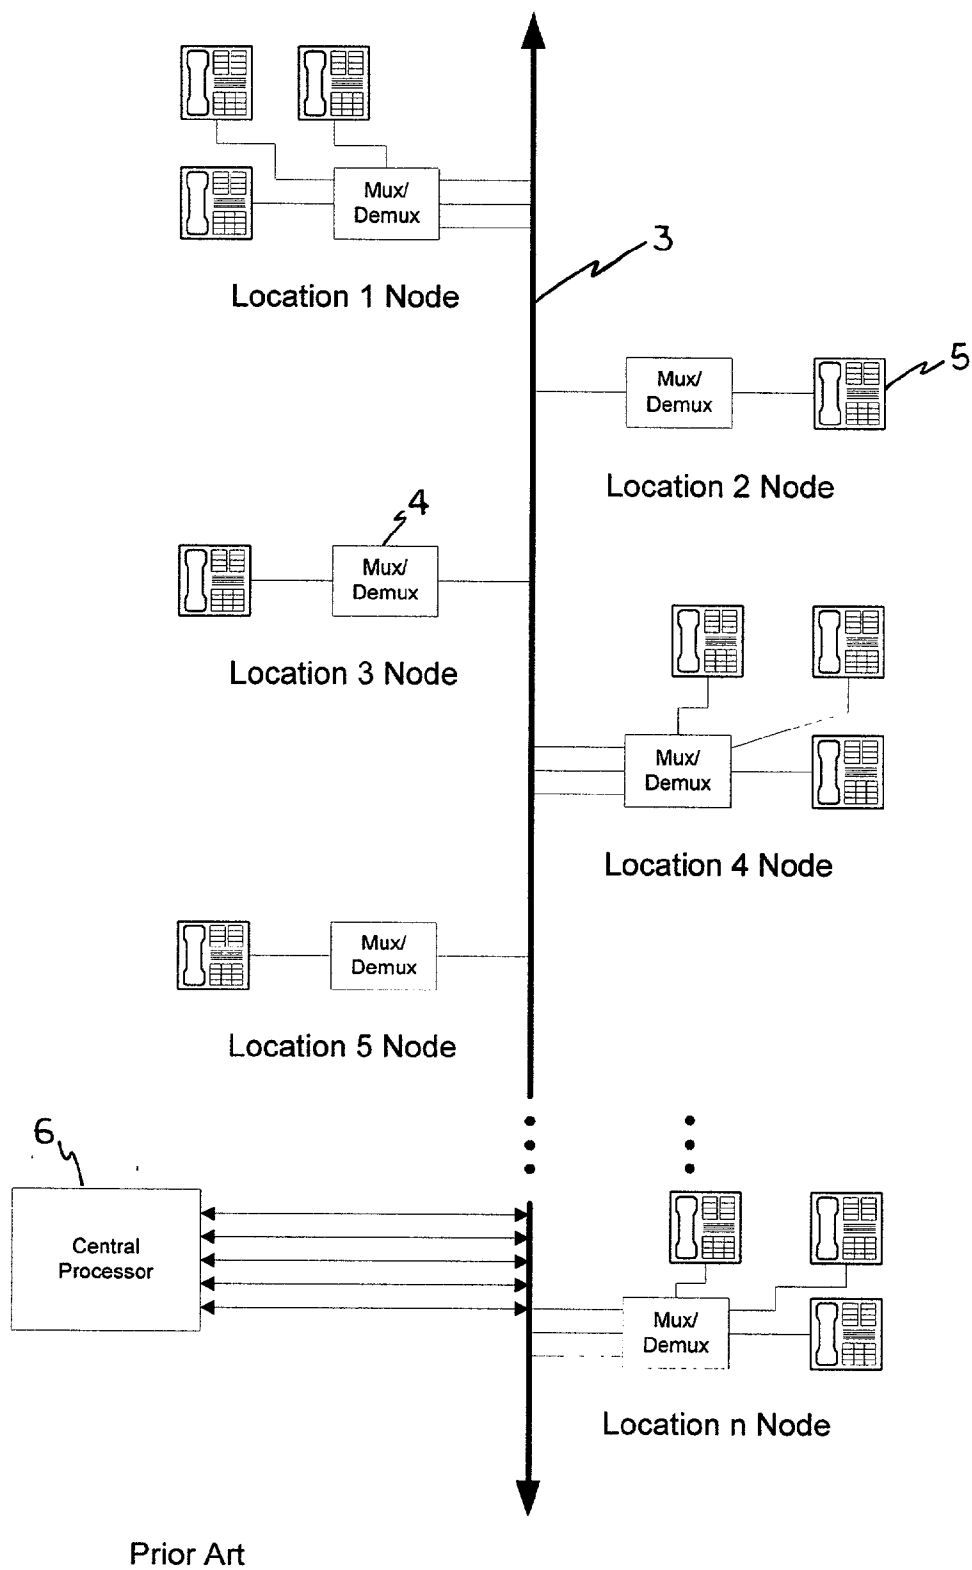 Mux/
Demux
Location 1 Node
3
Mux/
Demux
5
Location 2 Node
4
Mux/
Demux
Location 3 Node
Mux/
Demux
Location 4 Node
Mux/
Demux
Location 5 Node
6
Central
Processor
Mux/
Demux
Location n Node
Prior Art